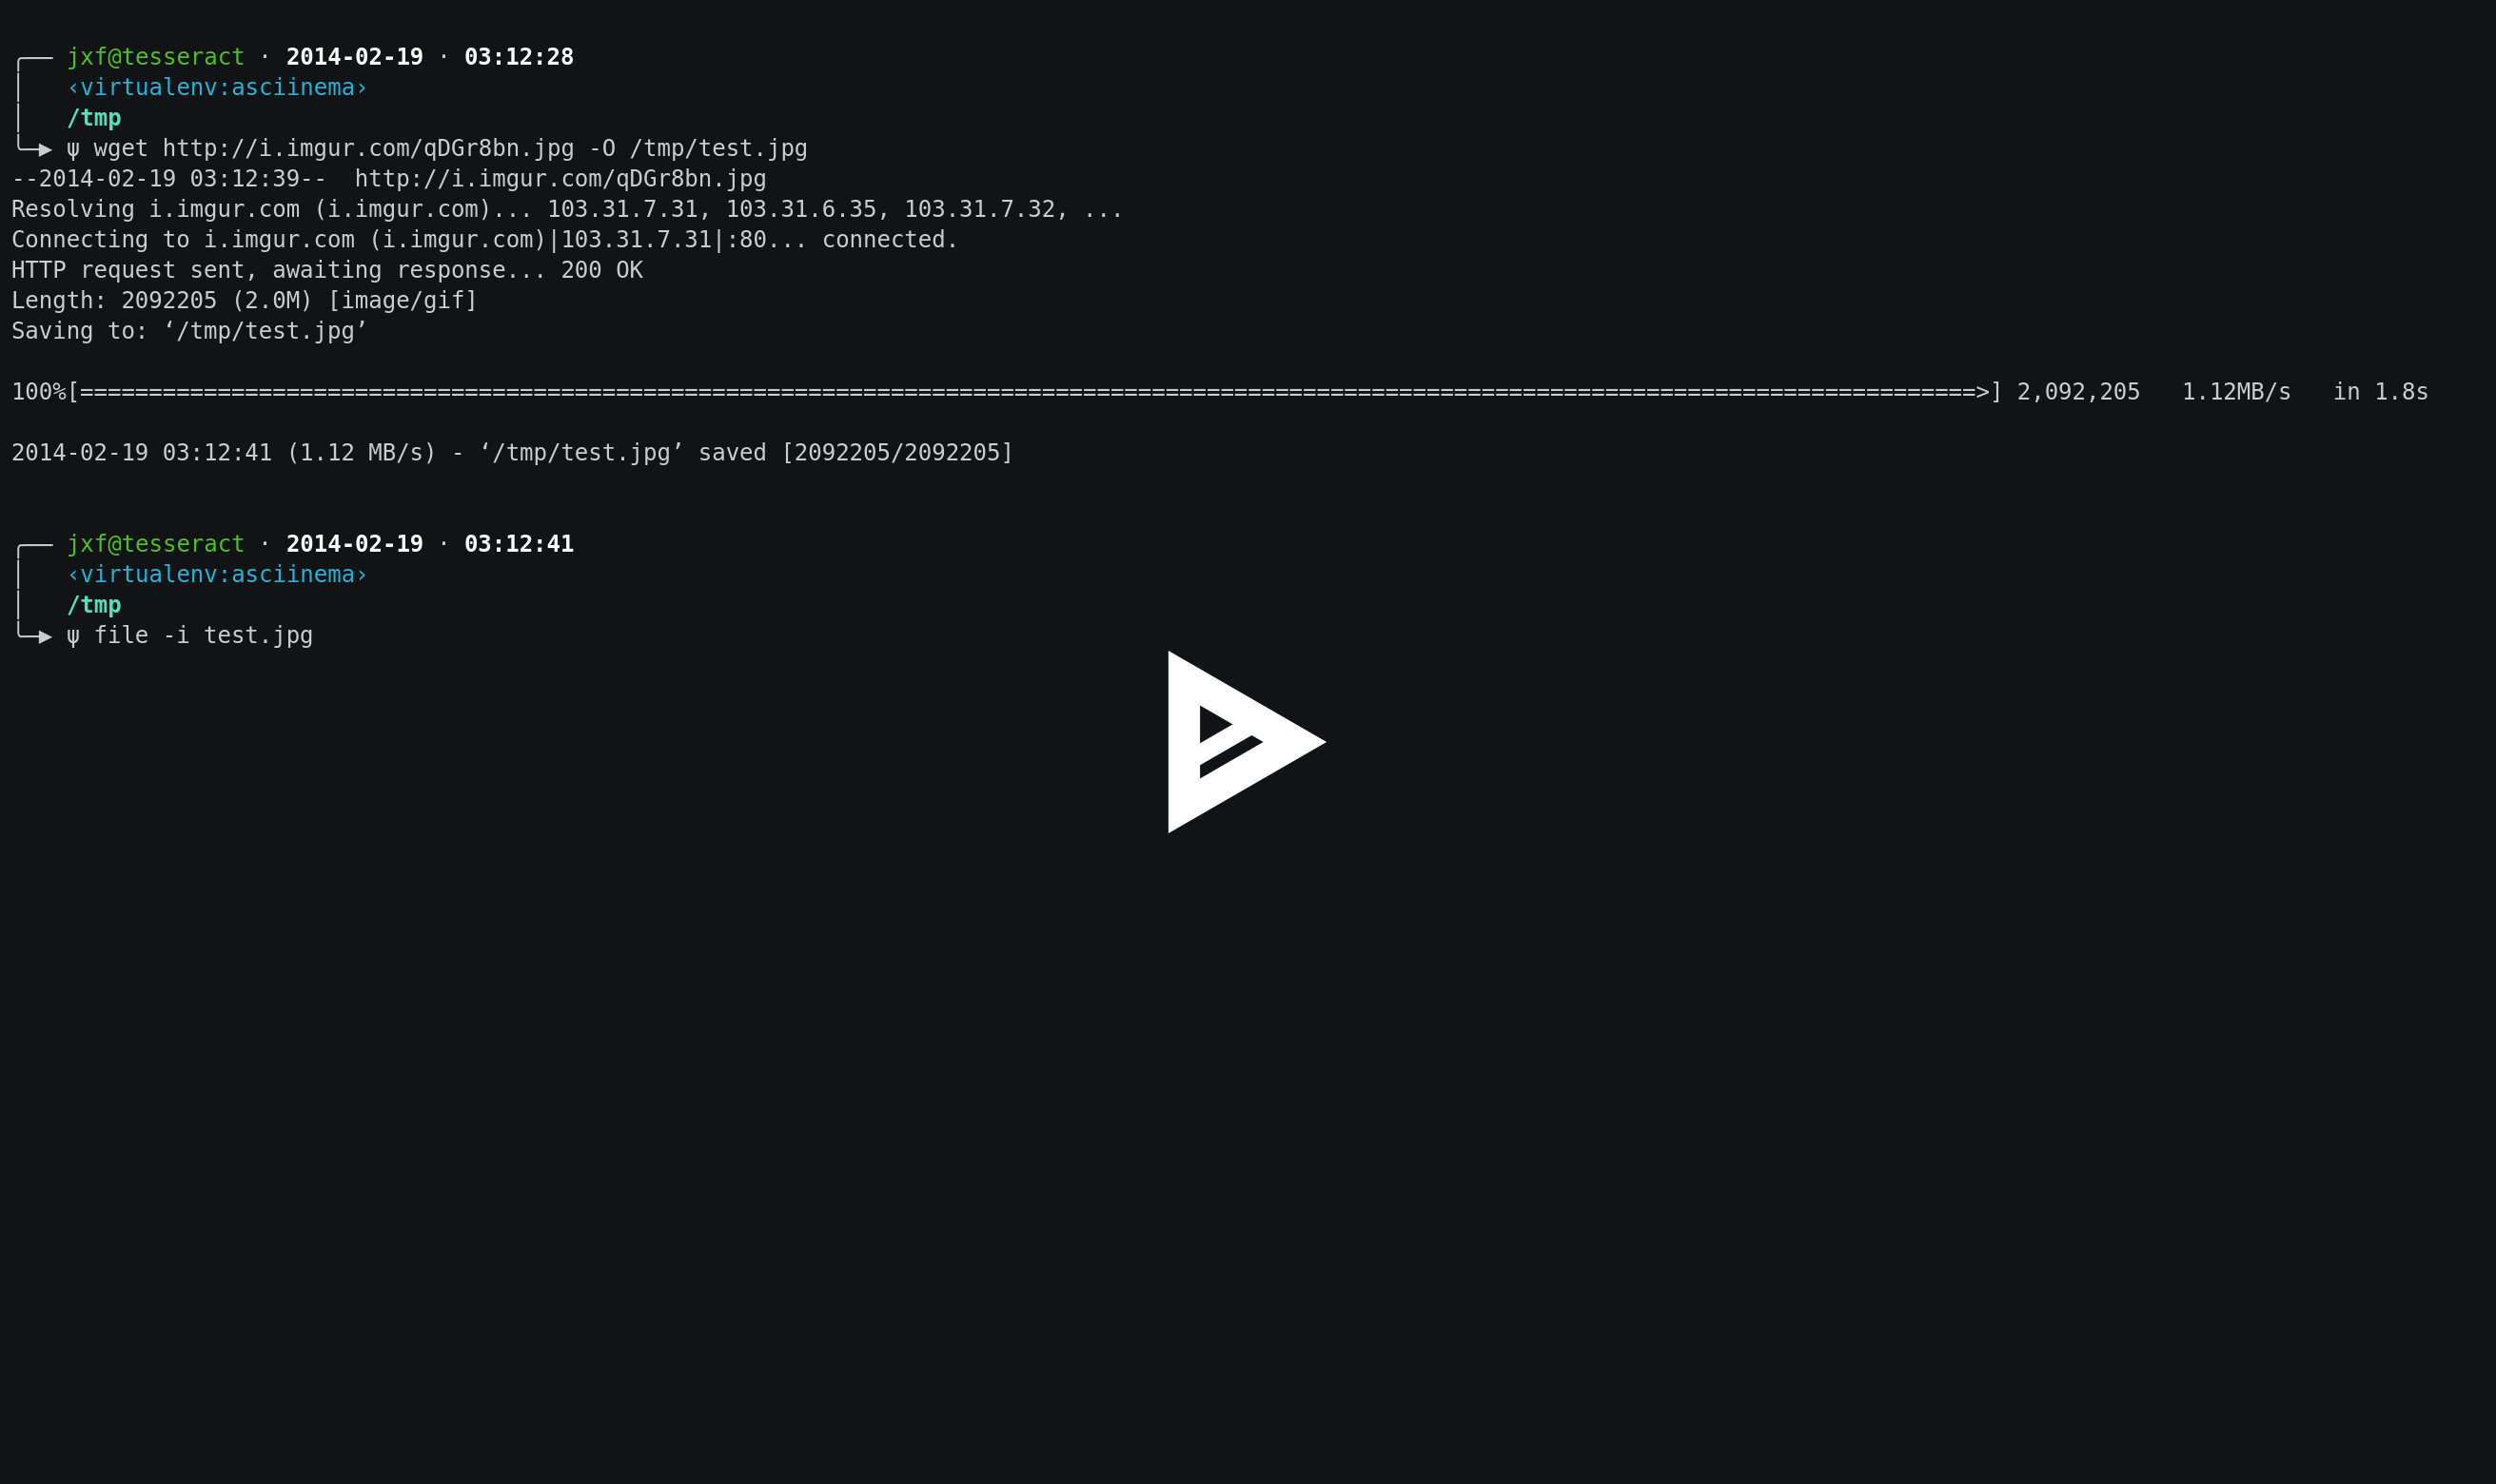 ╭── jxf@tesseract · 2014-02-19 · 03:12:28
│   ‹virtualenv:asciinema›
│   /tmp
╰─▶ ψ wget http://i.imgur.com/qDGr8bn.jpg -O /tmp/test.jpg
--2014-02-19 03:12:39--  http://i.imgur.com/qDGr8bn.jpg
Resolving i.imgur.com (i.imgur.com)... 103.31.7.31, 103.31.6.35, 103.31.7.32, ...
Connecting to i.imgur.com (i.imgur.com)|103.31.7.31|:80... connected.
HTTP request sent, awaiting response... 200 OK
Length: 2092205 (2.0M) [image/gif]
Saving to: ‘/tmp/test.jpg’
100%[==========================================================================================================================================>] 2,092,205   1.12MB/s   in 1.8s
2014-02-19 03:12:41 (1.12 MB/s) - ‘/tmp/test.jpg’ saved [2092205/2092205]
╭── jxf@tesseract · 2014-02-19 · 03:12:41
│   ‹virtualenv:asciinema›
│   /tmp
╰─▶ ψ file -i test.jpg